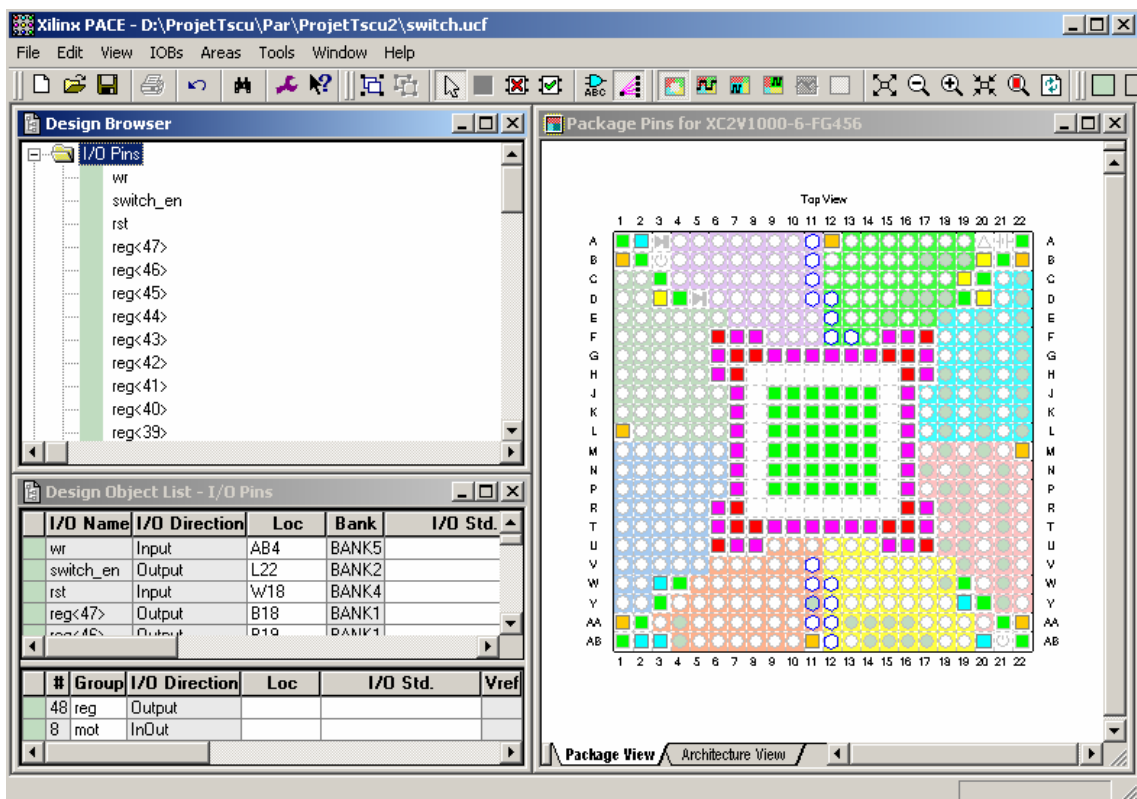 Xilinx PACE - D:\ProjetTscu\Par\ProjetTscu2\switch.ucf
File Edit View IOBs Areas Tools Window Help
ABC
Design Browser
I/O Pins
wr
switch_en
rst
reg<47>
reg<46>
reg<45>
reg<44>
reg<43>
reg<42>
reg<41>
reg<40>
reg<39>
Design Object List - I/O Pins
I/O Name I/O Direction Loc Bank I/O Std.
wr Input AB4 BANK5
switch_en Output L22 BANK2
rst Input W18 BANK4
reg<47> Output B18 BANK1
reg<46> Output B19 BANK1
# Group I/O Direction Loc I/O Std. Vref
48 reg Output
8 mot InOut
Package Pins for XC2V1000-6-FG456
Top View
1 2 3 4 5 6 7 8 9 10 11 12 13 14 15 16 17 18 19 20 21 22
A A
B B
C C
D D
E E
F F
G G
H H
J J
K K
L L
M M
N N
P P
R R
T T
U U
V V
W W
Y Y
AA AA
AB AB
1 2 3 4 5 6 7 8 9 10 11 12 13 14 15 16 17 18 19 20 21 22
Package View Architecture View